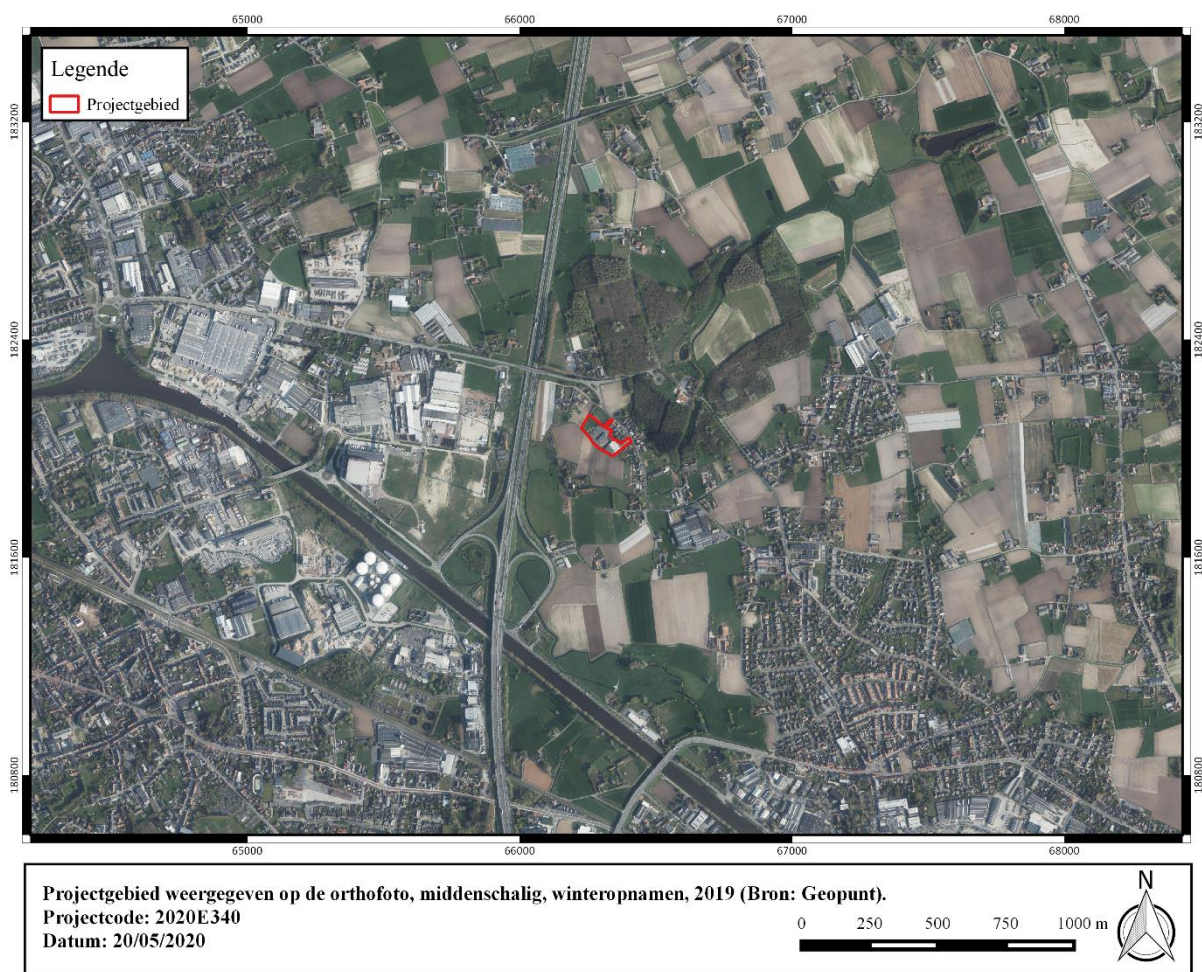 65000 66000 67000 68000
Legende
Projectgebied
183200 183200
182400 182400
181600 181600
180800 180800
65000 66000 67000 68000
Projectgebied weergegeven op de orthofoto, middenschalig, winteropnamen, 2019 (Bron: Geopunt).
Projectcode: 2020E340
Datum: 20/05/2020
N
0 250 500 750 1000 m